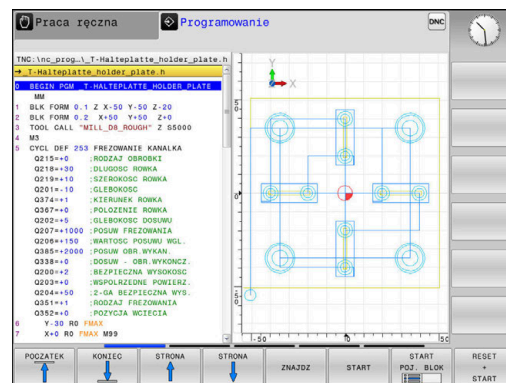 Praca ręczna
Programowanie
DNC
TNC:\nc_prog…\_T-Halteplatte_holder_plate.h
→_T-Halteplatte_holder_plate.h
0 BEGIN PGM _T-HALTEPLATTE_HOLDER_PLATE
MM
1 BLK FORM 0.1 Z X-50 Y-50 Z-20
2 BLK FORM 0.2 X+50 Y+50 Z+0
3 TOOL CALL "MILL_D8_ROUGH" Z S5000
4 M3
5 CYCL DEF 253 FREZOWANIE KANALKA
Q215=+0 ;RODZAJ OBROBKI
Q218=+30 ;DLUGOSC ROWKA
Q219=+10 ;SZEROKOSC ROWKA
Q201=-10 ;GLEBOKOSC
Q374=+1 ;KIERUNEK ROWKA
Q367=+0 ;POLOZENIE ROWKA
Q202=+5 ;GLEBOKOSC DOSUWU
Q207=+1000 ;POSUW FREZOWANIA
Q206=+150 ;WARTOSC POSUWU WGL.
Q385=+2000 ;POSUW OBR.WYKAN.
Q338=+0 ;DOSUW - OBR.WYKONCZ.
Q200=+2 ;BEZPIECZNA WYSOKOSC
Q203=+0 ;WSPOLRZEDNE POWIERZ.
Q204=+50 ;2-GA BEZPIECZNA WYS.
Q351=+1 ;RODZAJ FREZOWANIA
Q352=+0 ;POZYCJA WCIECIA
6 Y-30 R0 FMAX
7 X+0 R0 FMAX M99
Y
X
50
0
-50
-50
0
50
POCZATEK
KONIEC
STRONA
STRONA
ZNAJDZ
START
START
POJ. BLOK
RESET
+
START